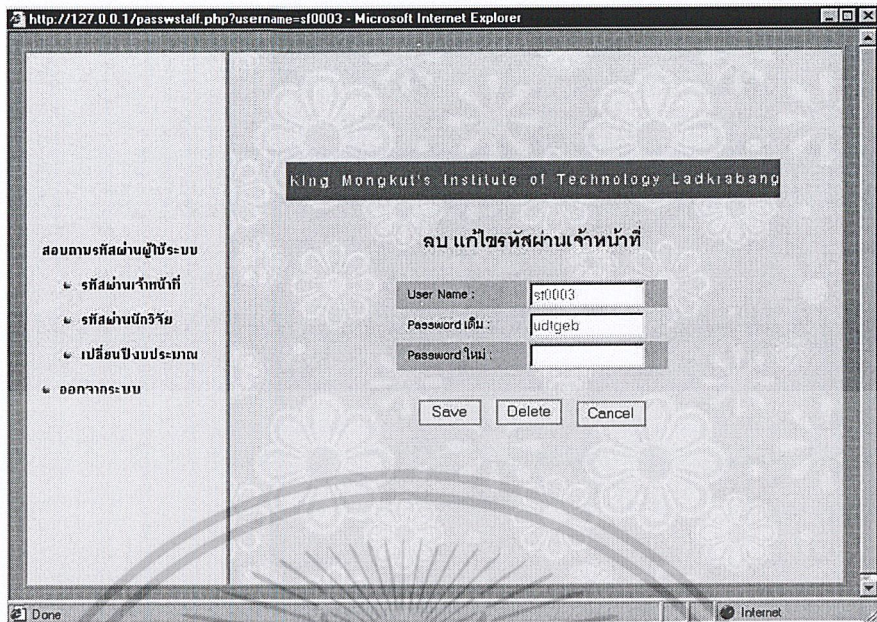 http://127.0.0.1/passwstaff.php?username=sf0003 - Microsoft Internet Explorer
King Mongkut's Institute of Technology Ladkrabang
สอบถามรหัสผ่านผู้ใช้ระบบ
รหัสผ่านเจ้าหน้าที่
รหัสผ่านนักวิจัย
เปลี่ยนปีงบประมาณ
ออกจากระบบ
ลบ แก้ไขรหัสผ่านเจ้าหน้าที่
User Name : sf0003
Password เดิม : udtgeb
Password ใหม่ :
Save Delete Cancel
Done Internet